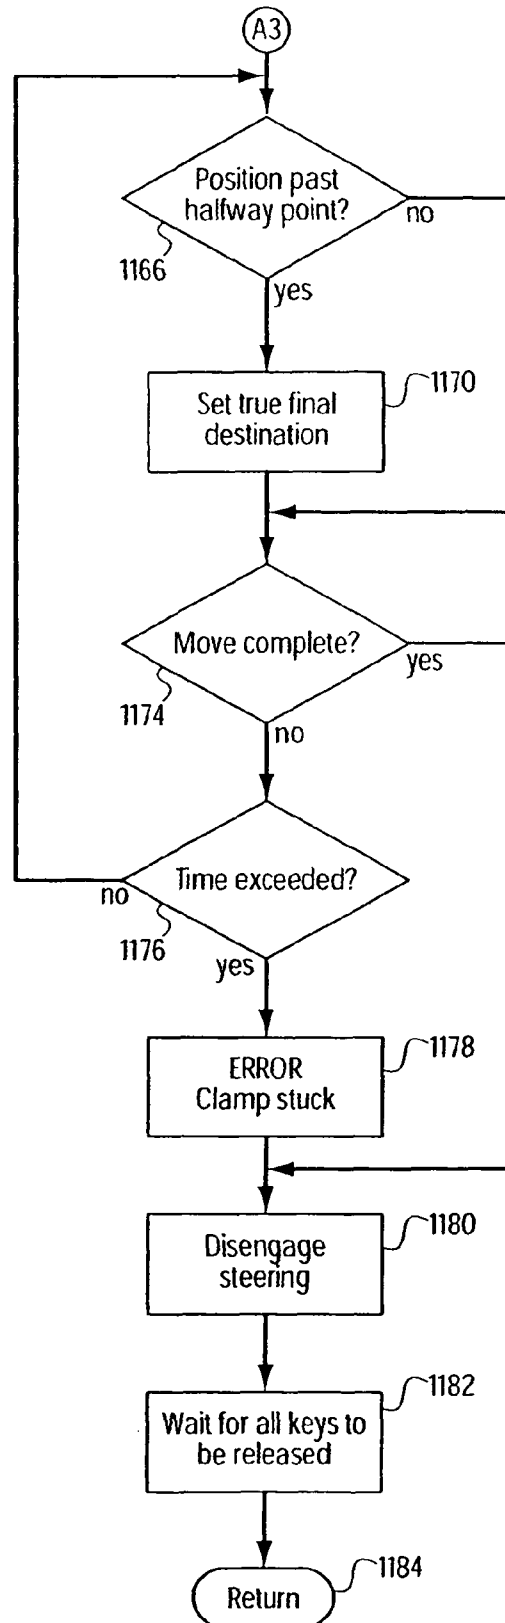 A3
Position past
halfway point?
no
1166
yes
1170
Set true final
destination
Move complete?
yes
1174
no
Time exceeded?
no
1176
yes
1178
ERROR
Clamp stuck
1180
Disengage
steering
1182
Wait for all keys to
be released
1184
Return